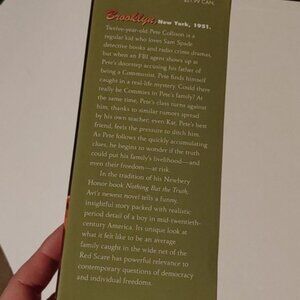 $17.99 CAN.
Brooklyn, New York, 1951.
Twelve-year-old Pete Collison is a
regular kid who loves Sam Spade
detective books and radio crime dramas,
but when an FBI agent shows up at
Pete's doorstep accusing his father of
being a Communist, Pete finds himself
caught in a real-life mystery. Could there
really be Commies in Pete's family? At
the same time, Pete's class turns against
him, thanks to similar rumors spread
by his own teacher; even Kat, Pete's best
friend, feels the pressure to ditch him.
As Pete follows the quickly accumulating
clues, he begins to wonder if the truth
could put his family's livelihood—and
even their freedom—at risk.
In the tradition of his Newbery
Honor book Nothing But the Truth,
Avi's newest novel tells a funny,
insightful story packed with realistic
period detail of a boy in mid-twentieth-
century America. Its unique look at
what it felt like to be an average
family caught in the wide net of the
Red Scare has powerful relevance to
contemporary questions of democracy
and individual freedoms.